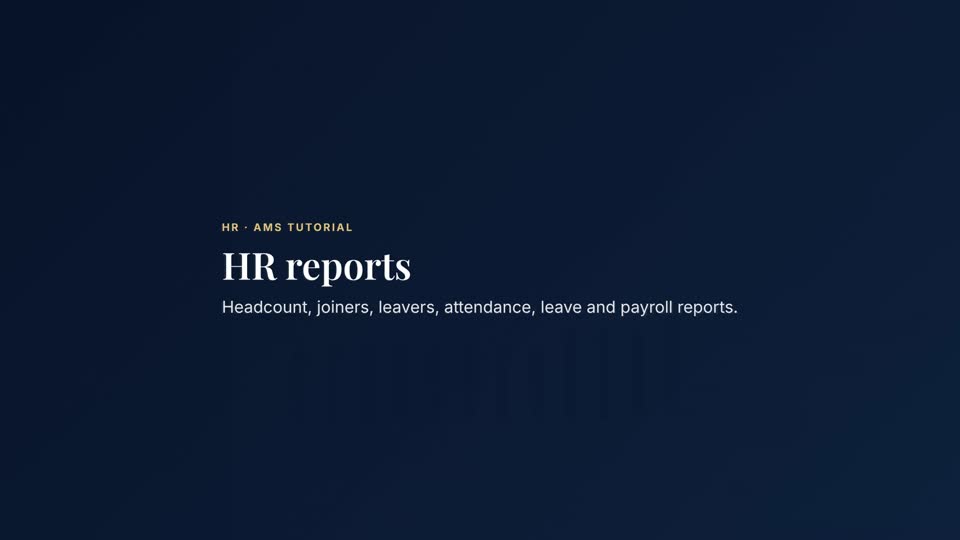 HR · AMS TUTORIAL
HR reports
Headcount, joiners, leavers, attendance, leave and payroll reports.